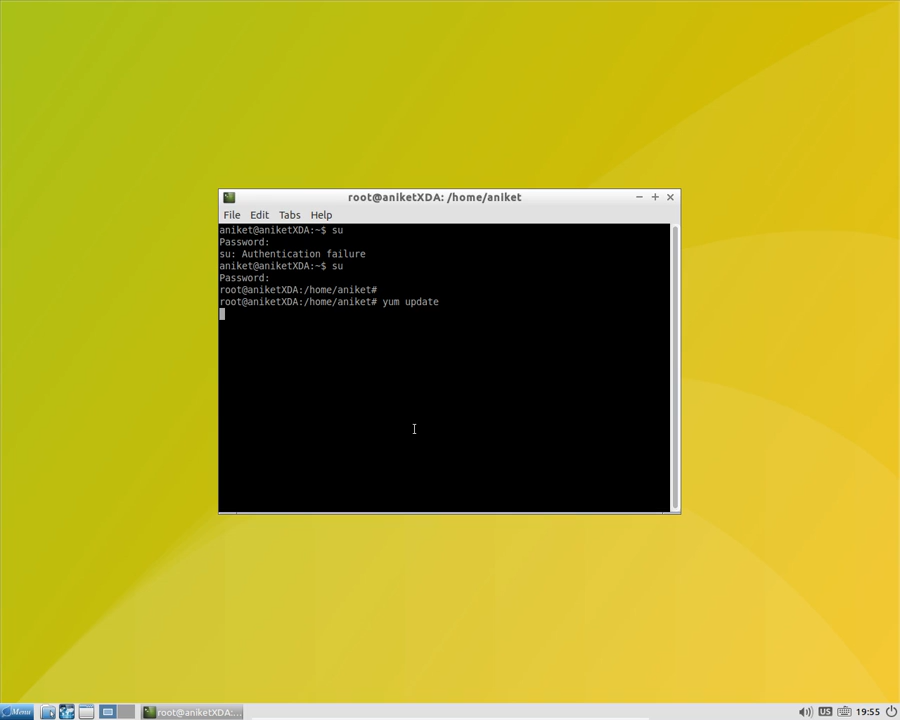 root@aniketXDA: /home/aniket
File Edit Tabs Help
aniket@aniketXDA:~$ su
Password:
su: Authentication failure
aniket@aniketXDA:~$ su
Password:
root@aniketXDA:/home/aniket#
root@aniketXDA:/home/aniket# yum update
Menu
root@aniketXDA:...
US
19:55